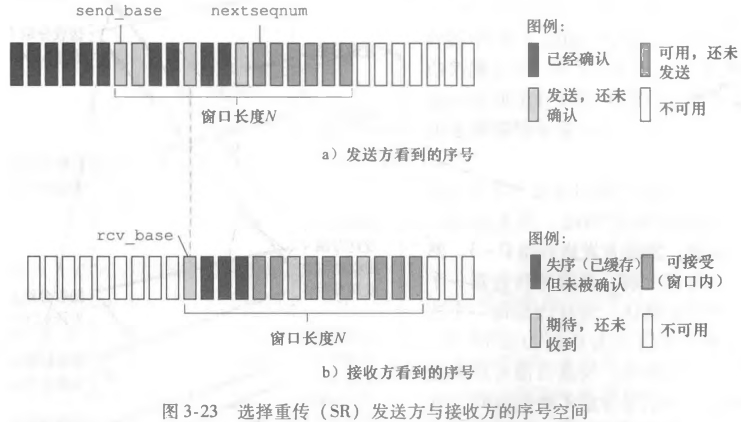 send_base nextseqnum
图例:
已经确认
可用，还未
发送
发送，还未
确认
不可用
窗口长度N
a）发送方看到的序号
rcv_base
图例:
失序（已缓存）
但未被确认
可接受
（窗口内）
期待，还未
收到
不可用
窗口长度N
b）接收方看到的序号
图 3-23 选择重传（SR）发送方与接收方的序号空间